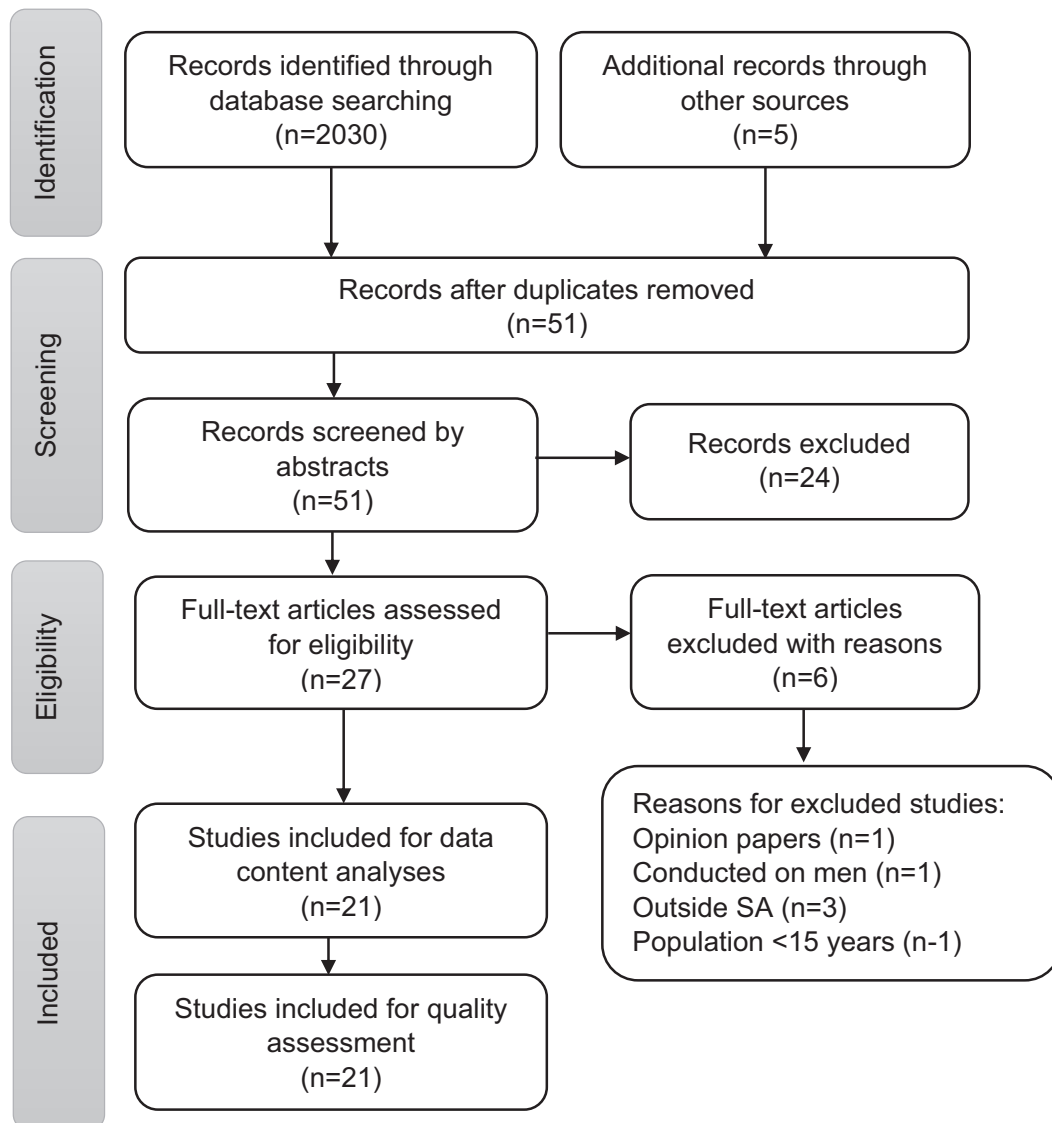 Identification
Records identified through
database searching
(n=2030)
Additional records through
other sources
(n=5)
Screening
Records after duplicates removed
(n=51)
Records screened by
abstracts
(n=51)
Records excluded
(n=24)
Eligibility
Full-text articles assessed
for eligibility
(n=27)
Full-text articles
excluded with reasons
(n=6)
Reasons for excluded studies:
Opinion papers (n=1)
Conducted on men (n=1)
Outside SA (n=3)
Population <15 years (n-1)
Included
Studies included for data
content analyses
(n=21)
Studies included for quality
assessment
(n=21)